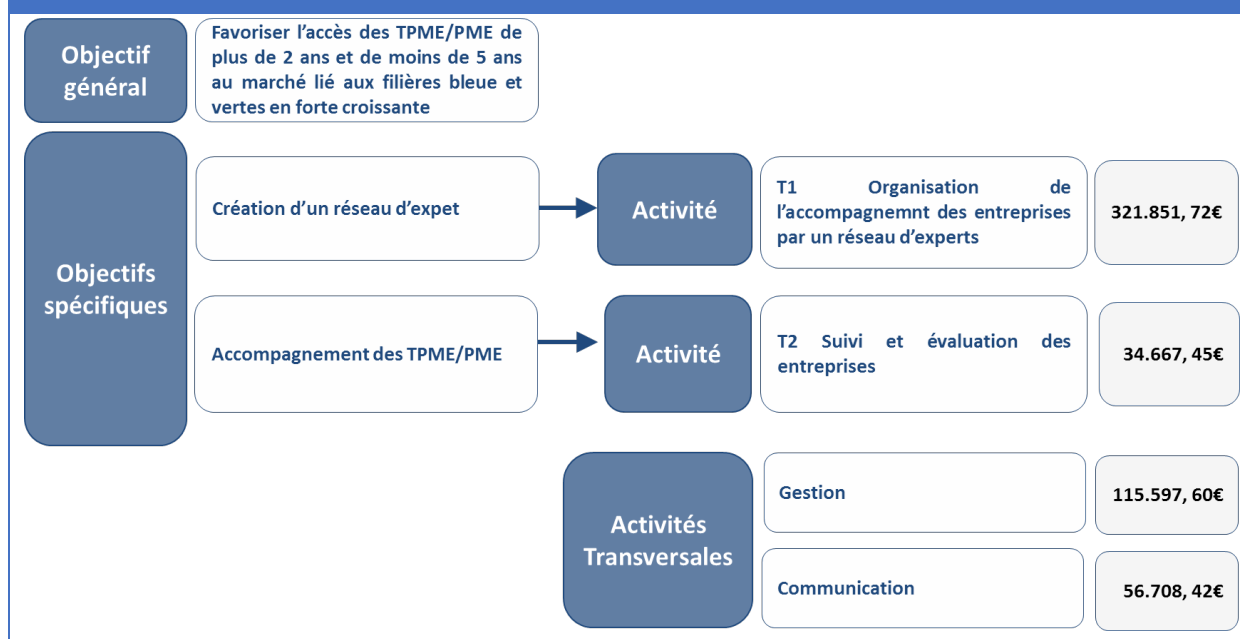 Objectif
général
Favoriser l’accès des TPME/PME de
plus de 2 ans et de moins de 5 ans
au marché lié aux filières bleue et
vertes en forte croissante
Objectifs
spécifiques
Création d’un réseau d’expet
Activité
T1 Organisation de
l’accompagnemnt des entreprises
par un réseau d’experts
321.851, 72€
Accompagnement des TPME/PME
Activité
T2 Suivi et évaluation des
entreprises
34.667, 45€
Activités
Transversales
Gestion
115.597, 60€
Communication
56.708, 42€